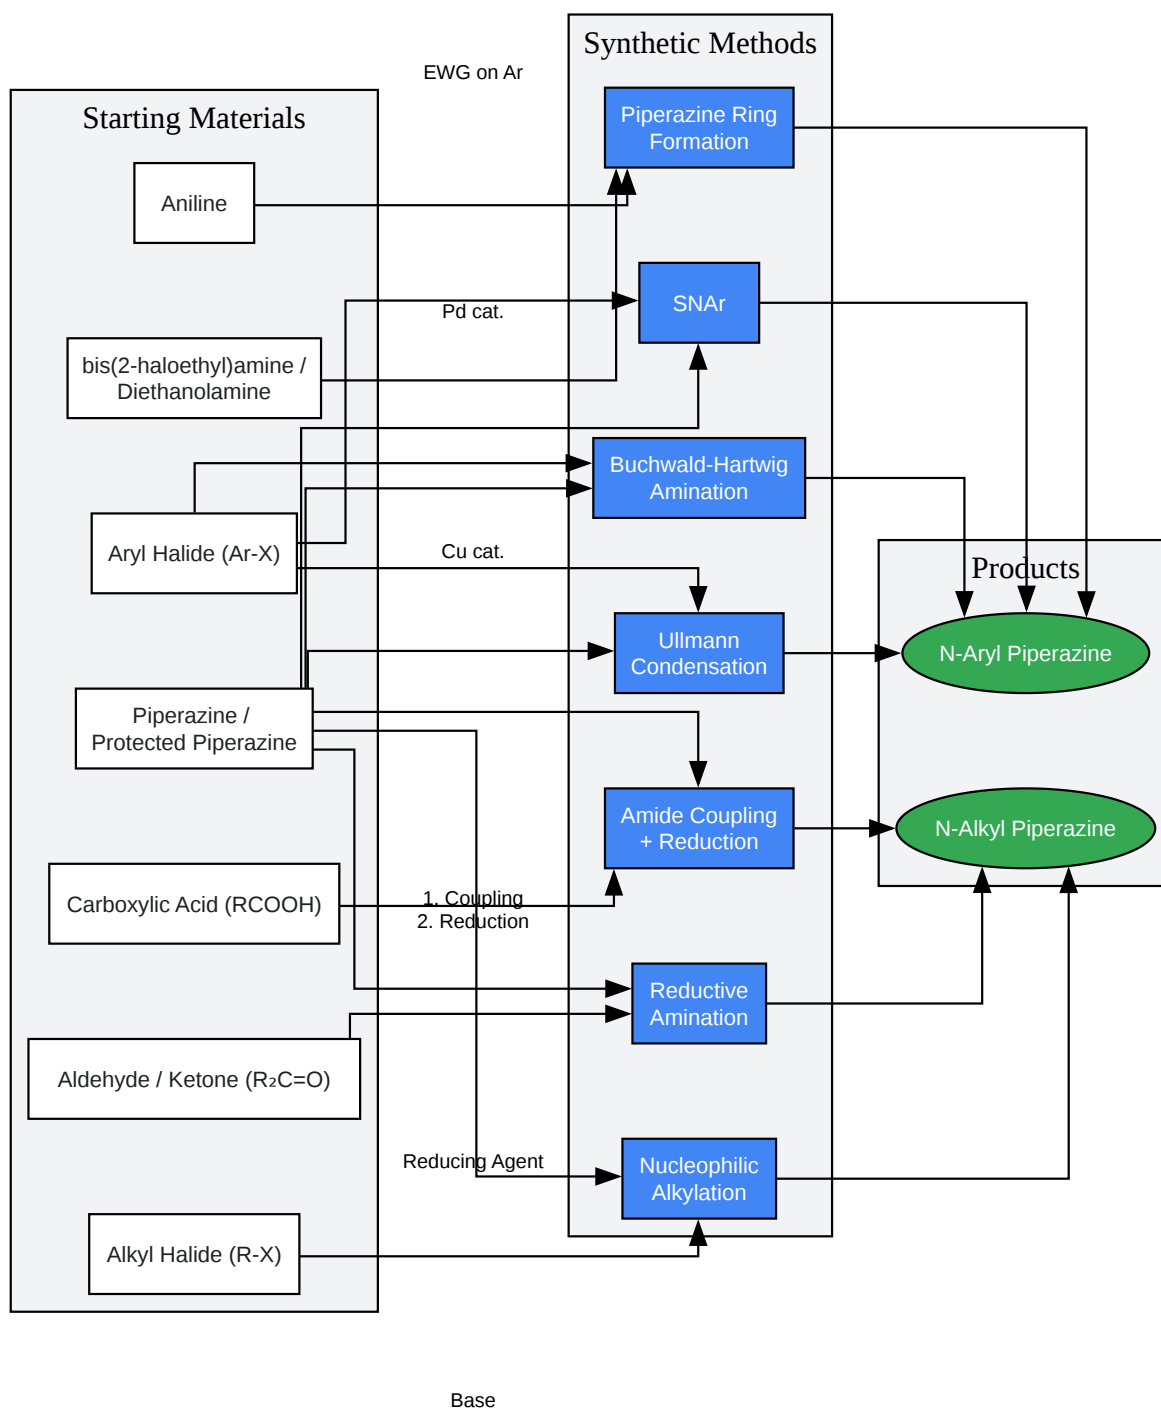 Synthetic Methods
EWG on Ar
Starting Materials
Piperazine Ring
Formation
Aniline
SNAr
Pd cat.
bis(2-haloethyl)amine /
Diethanolamine
Buchwald-Hartwig
Amination
Aryl Halide (Ar-X)
Cu cat.
Products
Ullmann
Condensation
N-Aryl Piperazine
Piperazine /
Protected Piperazine
Amide Coupling
+ Reduction
N-Alkyl Piperazine
Carboxylic Acid (RCOOH)
1. Coupling
2. Reduction
Reductive
Amination
Aldehyde / Ketone (R₂C=O)
Reducing Agent
Nucleophilic
Alkylation
Alkyl Halide (R-X)
Base